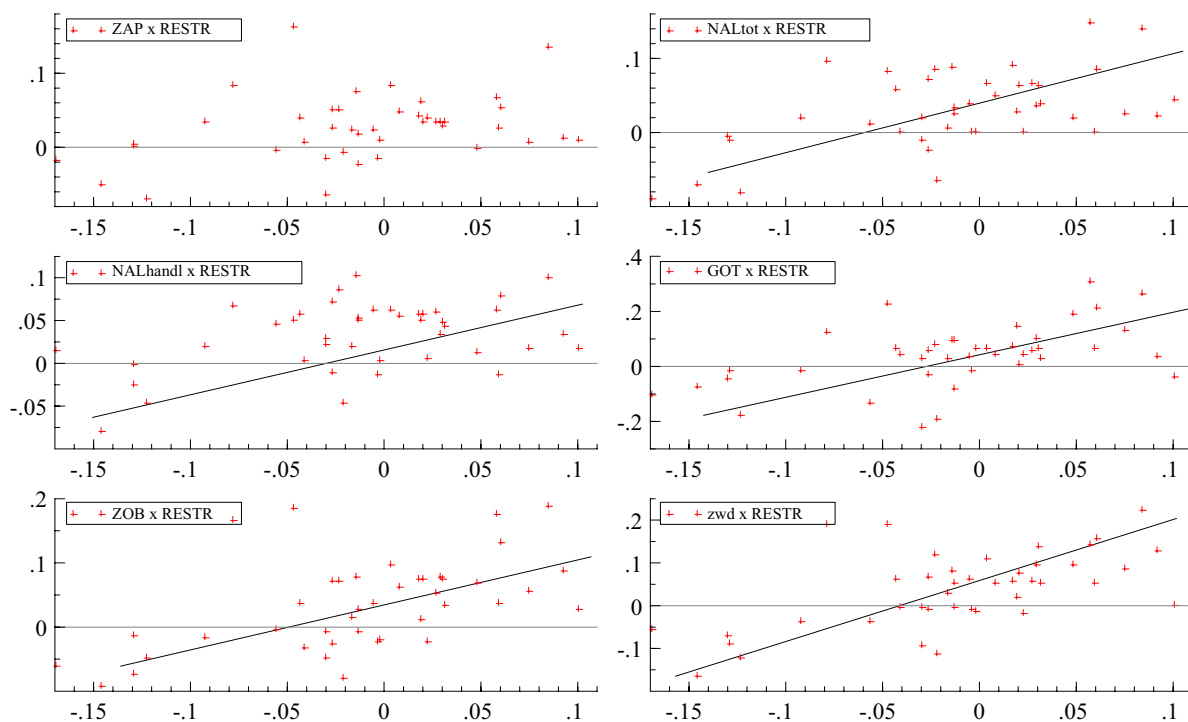 ZAP x RESTR
.1
0
-.15 -.1 -.05 0 .05 .1
NALtot x RESTR
.1
0
-.15 -.1 -.05 0 .05 .1
NALhandl x RESTR
.1
.05
0
-.05
-.15 -.1 -.05 0 .05 .1
GOT x RESTR
.4
.2
0
-.2
-.15 -.1 -.05 0 .05 .1
ZOB x RESTR
.2
.1
0
-.15 -.1 -.05 0 .05 .1
zwd x RESTR
.2
.1
0
-.1
-.15 -.1 -.05 0 .05 .1